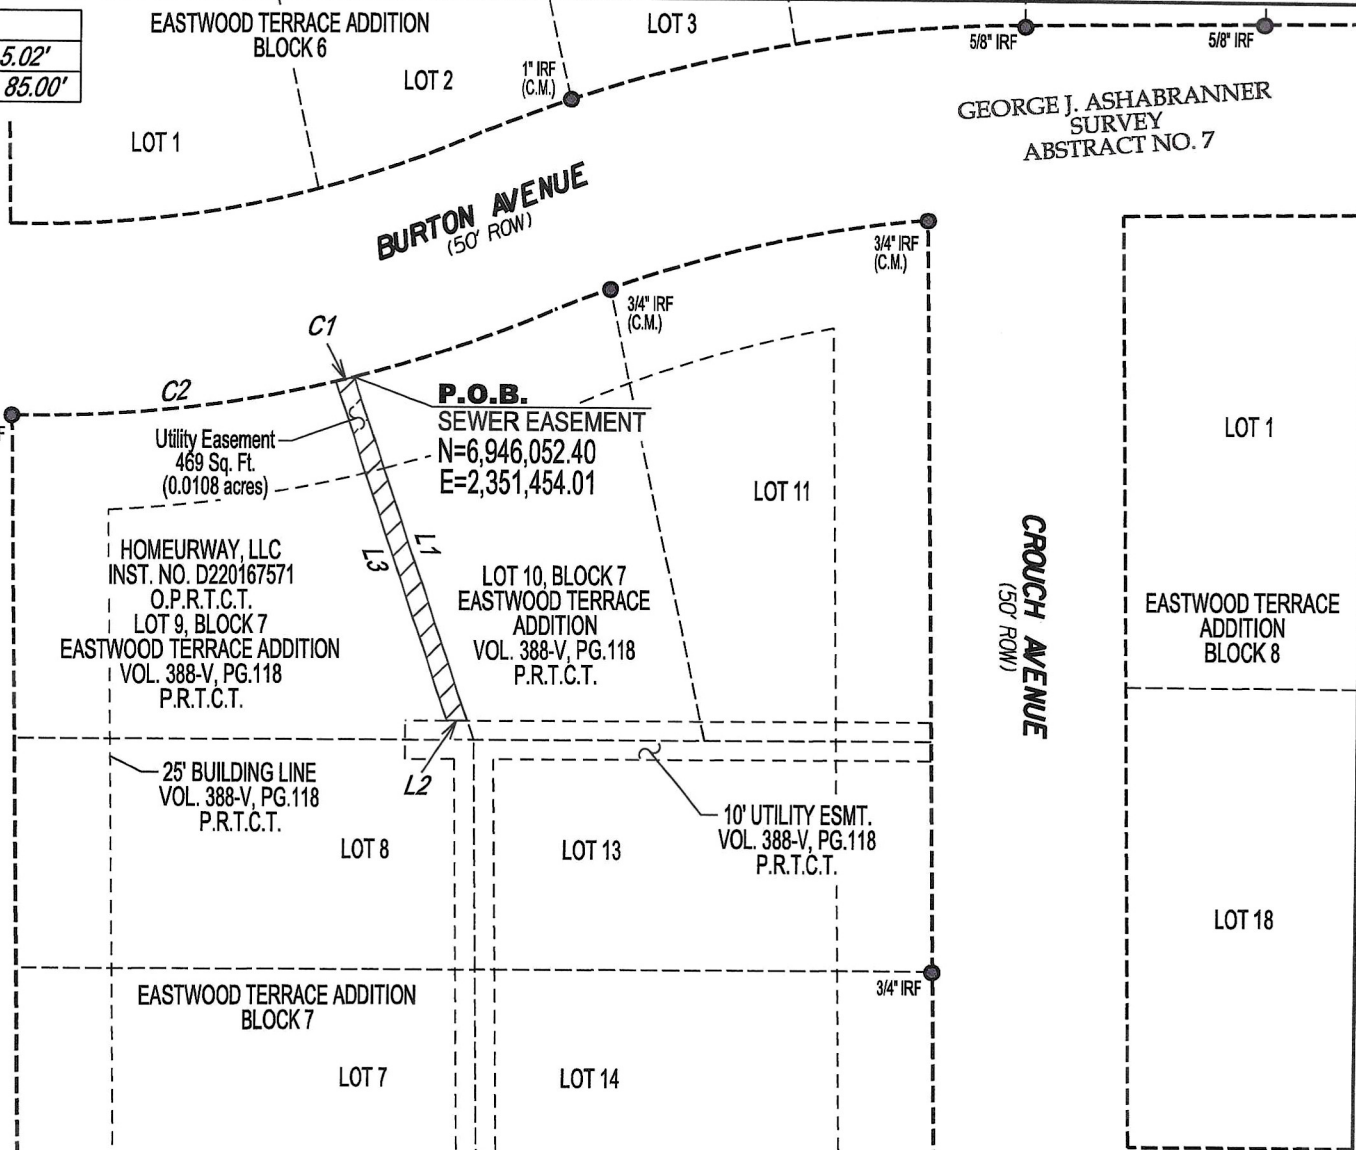 5.02'
85.00'
EASTWOOD TERRACE ADDITION
BLOCK 6
LOT 1
LOT 2
LOT 3
1" IRF
(C.M.)
5/8" IRF
5/8" IRF
GEORGE J. ASHABRANNER
SURVEY
ABSTRACT NO. 7
BURTON AVENUE
(50' ROW)
3/4" IRF
(C.M.)
3/4" IRF
(C.M.)
C1
C2
P.O.B.
SEWER EASEMENT
N=6,946,052.40
E=2,351,454.01
Utility Easement
469 Sq. Ft.
(0.0108 acres)
LOT 11
LOT 1
L1
L3
HOMEURWAY, LLC
INST. NO. D220167571
O.P.R.T.C.T.
LOT 9, BLOCK 7
EASTWOOD TERRACE ADDITION
VOL. 388-V, PG.118
P.R.T.C.T.
LOT 10, BLOCK 7
EASTWOOD TERRACE
ADDITION
VOL. 388-V, PG.118
P.R.T.C.T.
CROUCH AVENUE
(50' ROW)
EASTWOOD TERRACE
ADDITION
BLOCK 8
L2
25' BUILDING LINE
VOL. 388-V, PG.118
P.R.T.C.T.
10' UTILITY ESMT.
VOL. 388-V, PG.118
P.R.T.C.T.
LOT 8
LOT 13
LOT 18
3/4" IRF
EASTWOOD TERRACE ADDITION
BLOCK 7
LOT 7
LOT 14